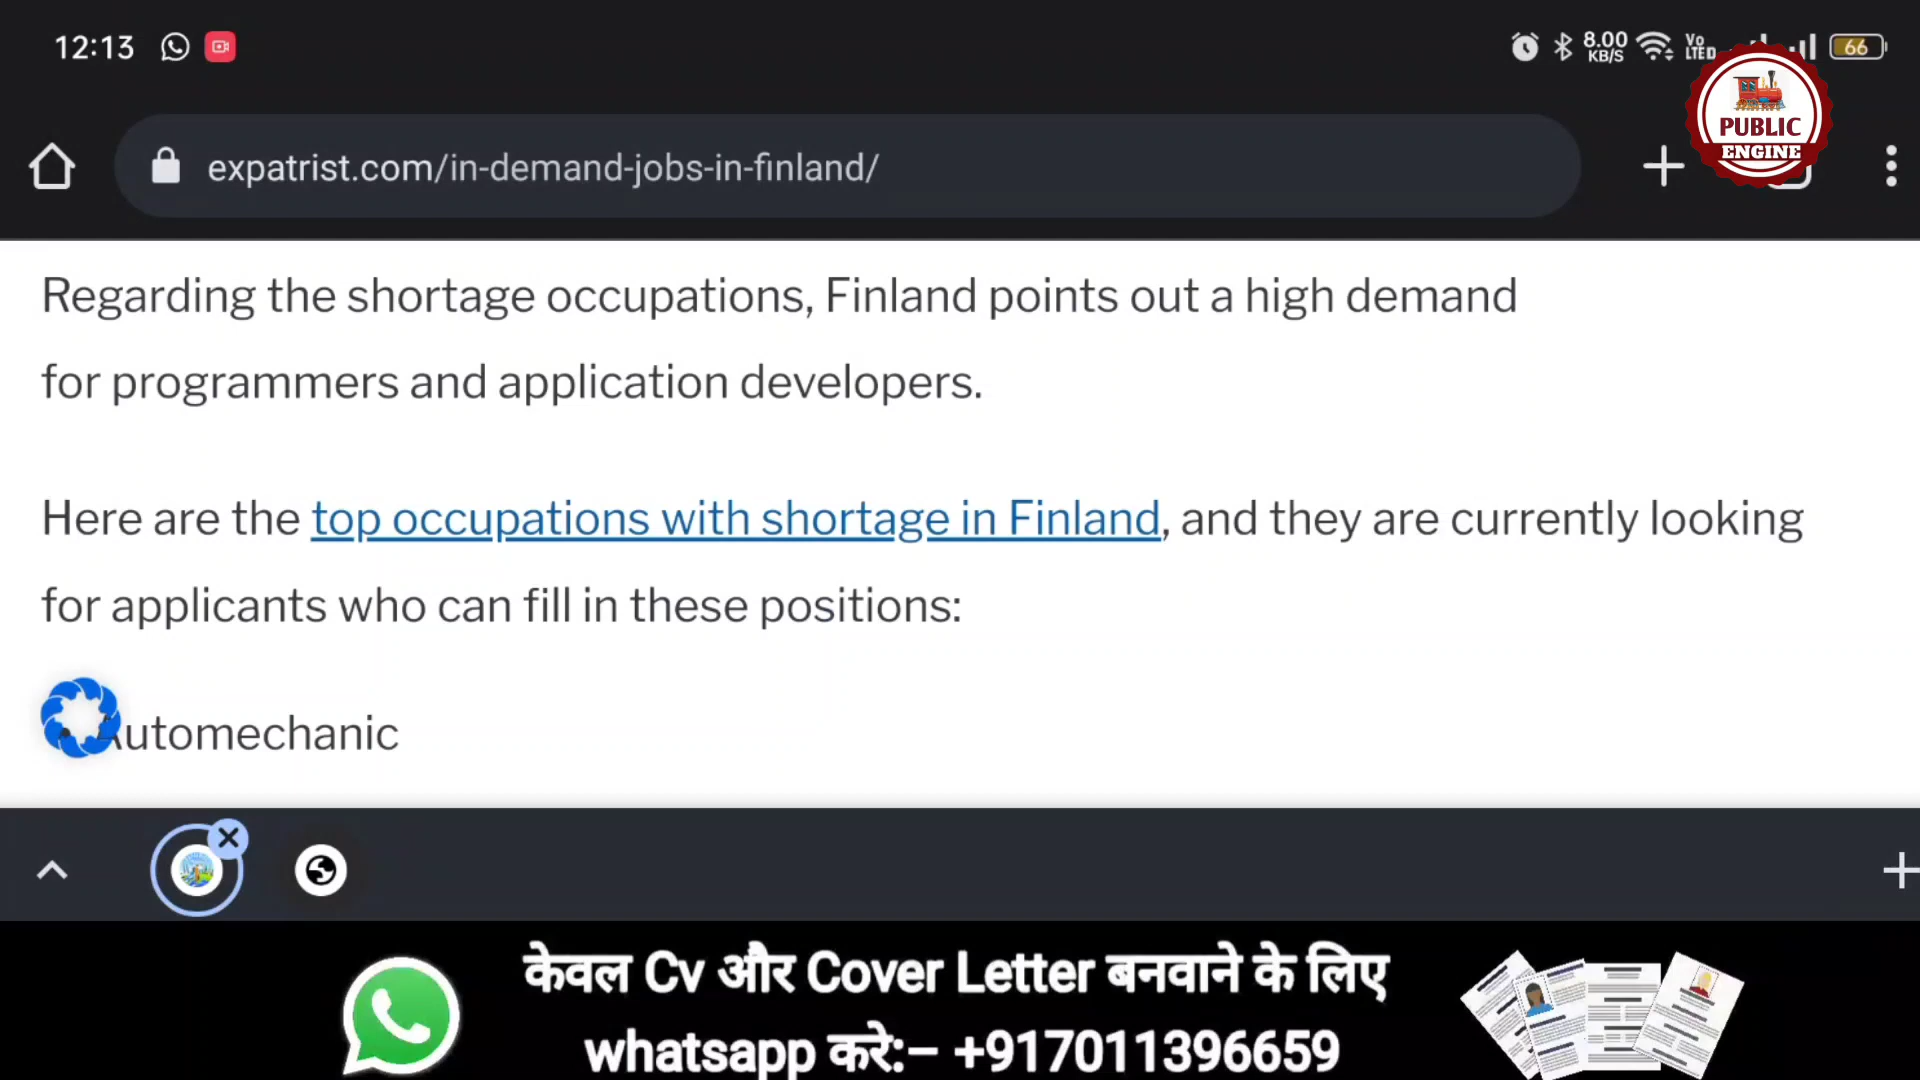 12:13
8.00
KB/S
Vo
LTED
66
PUBLIC
ENGINE
expatrist.com/in-demand-jobs-in-finland/
Regarding the shortage occupations, Finland points out a high demand
for programmers and application developers.
Here are the top occupations with shortage in Finland, and they are currently looking
for applicants who can fill in these positions:
• Automechanic
केवल Cv और Cover Letter बनवाने के लिए
whatsapp करे:– +917011396659